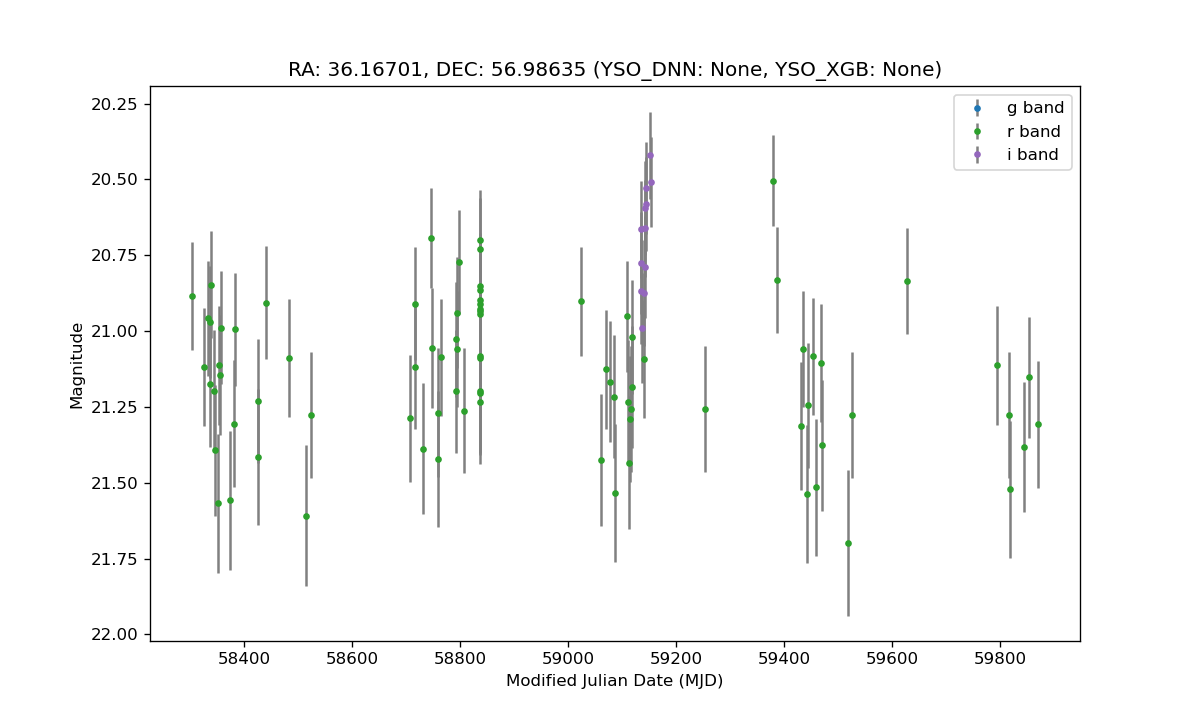 RA: 36.16701, DEC: 56.98635 (YSO_DNN: None, YSO_XGB: None)
g band
r band
i band
20.25
20.50
20.75
21.00
21.25
21.50
21.75
22.00
Magnitude
58400
58600
58800
59000
59200
59400
59600
59800
Modified Julian Date (MJD)